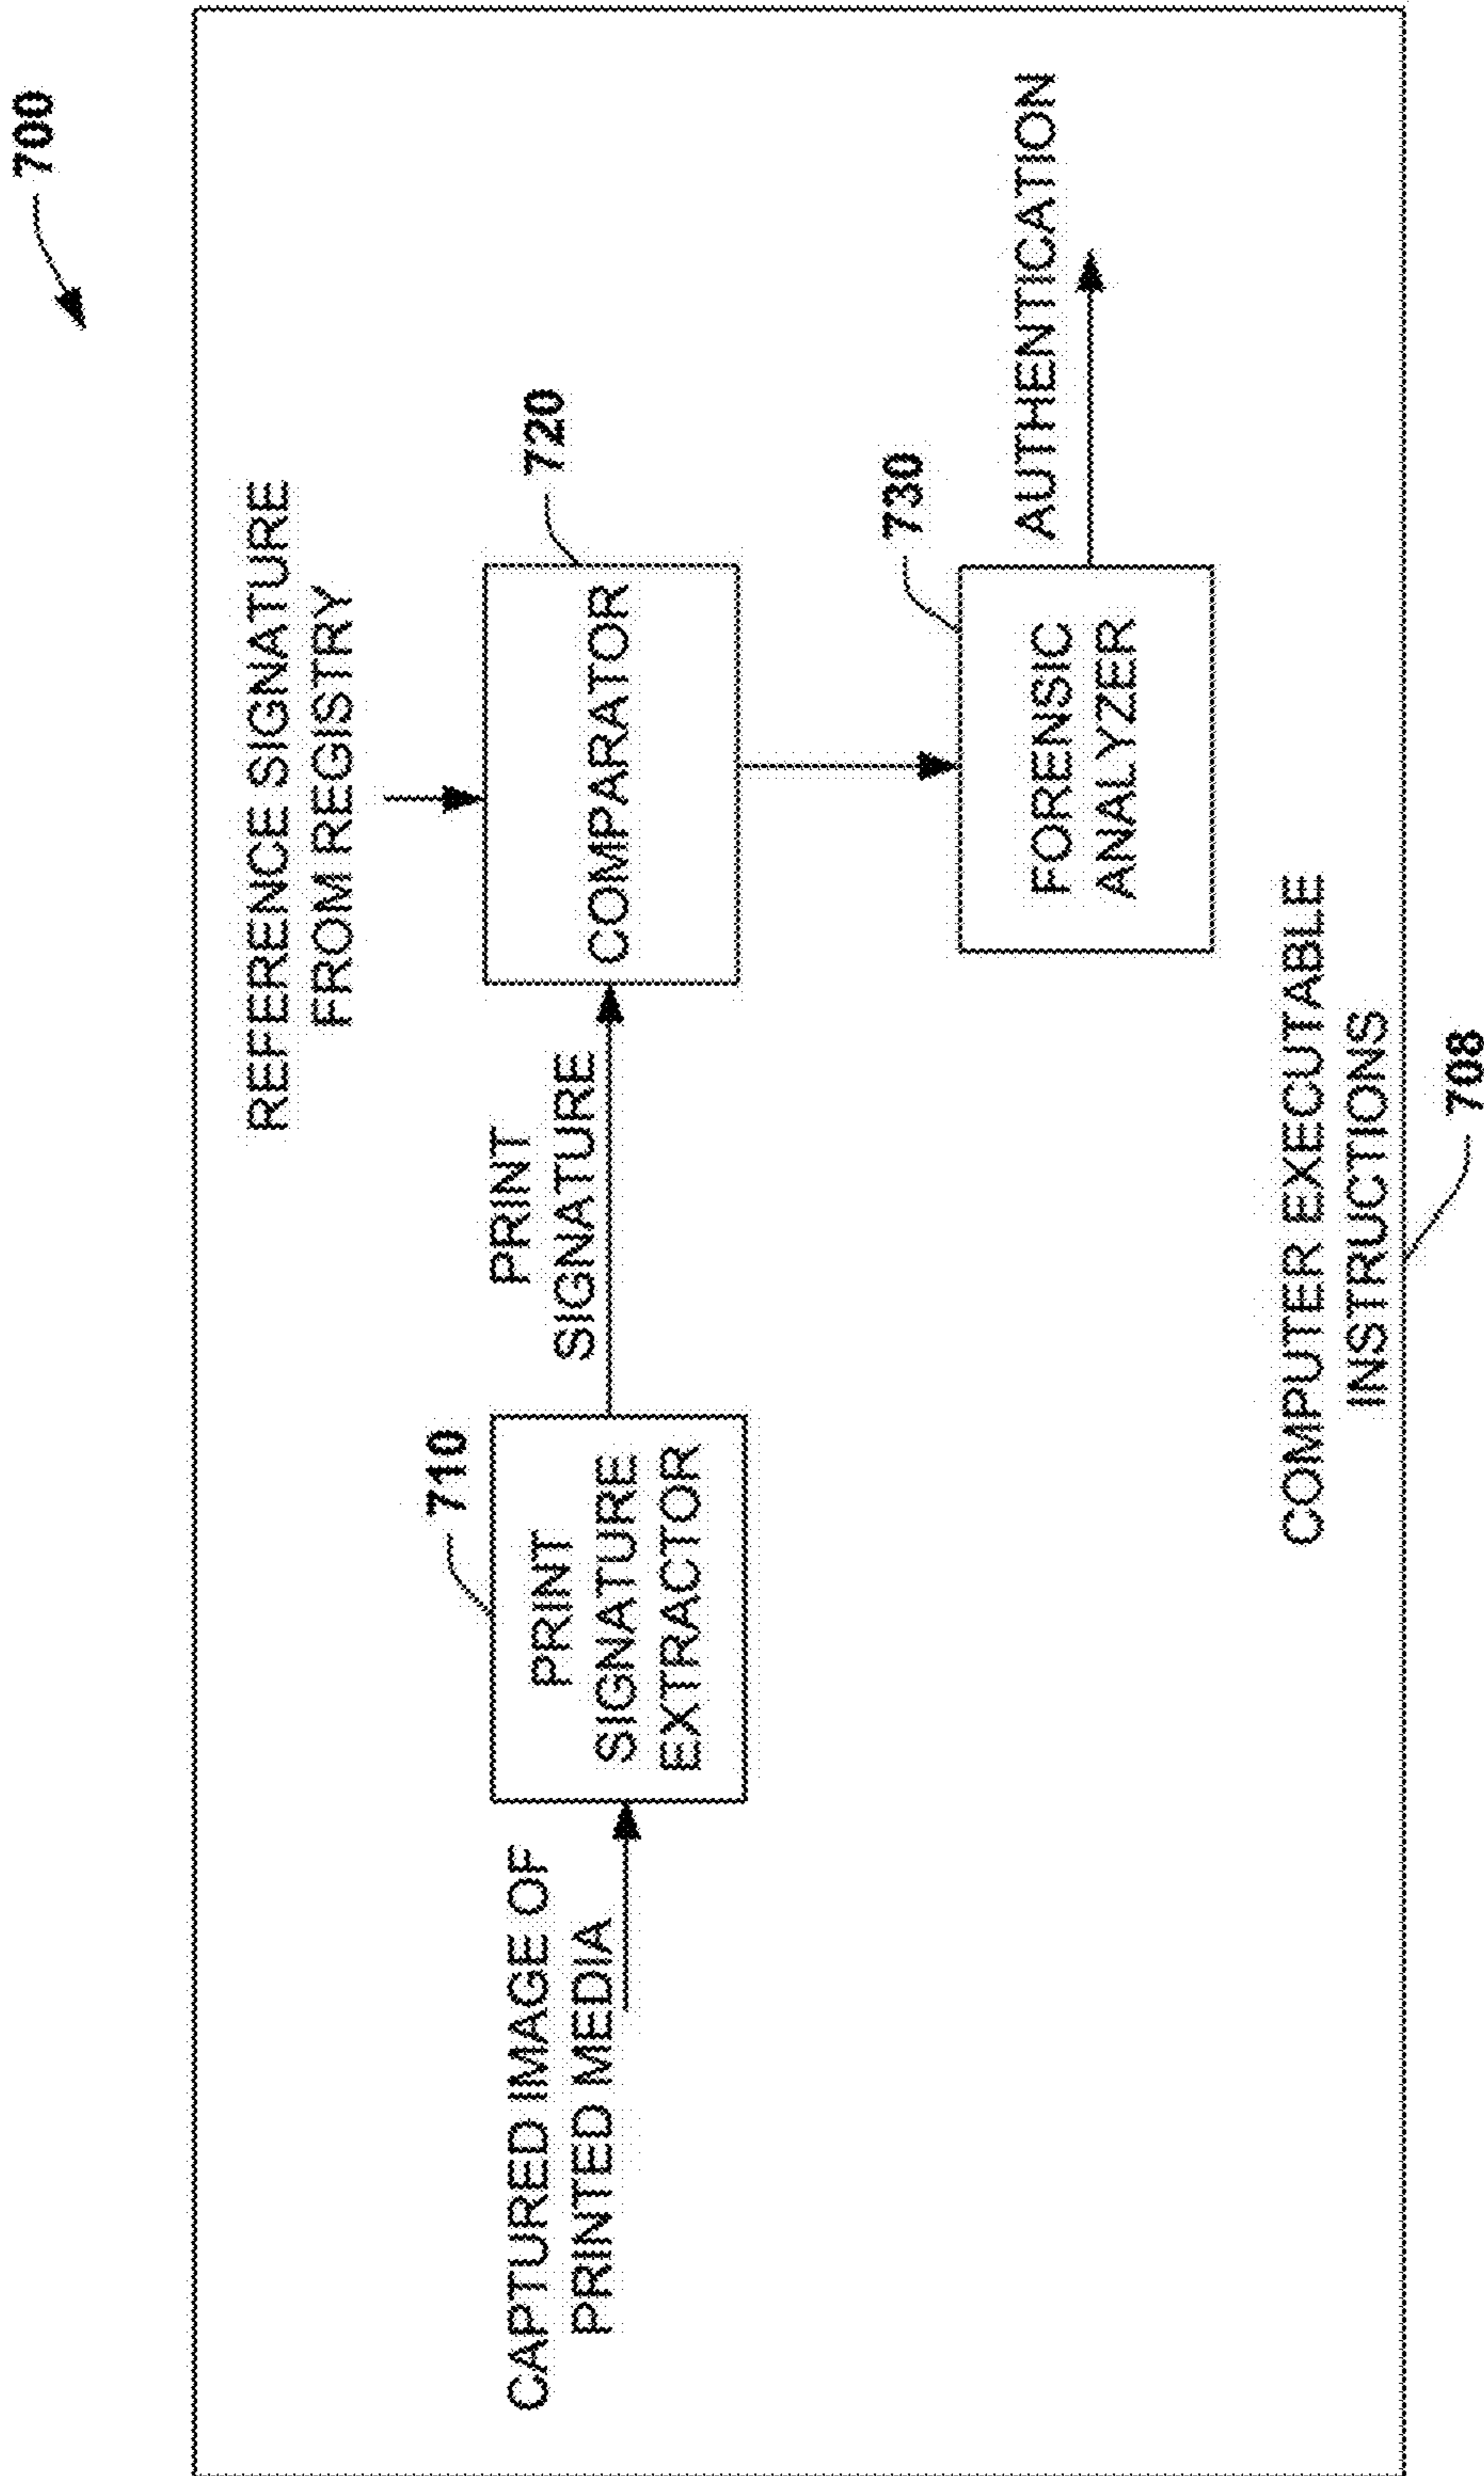 700
REFERENCE SIGNATURE
FROM REGISTRY
720
COMPARATOR
PRINT
SIGNATURE
710
PRINT
SIGNATURE
EXTRACTOR
CAPTURED IMAGE OF
PRINTED MEDIA
730
FORENSIC
ANALYZER
AUTHENTICATION
COMPUTER EXECUTABLE
INSTRUCTIONS
708